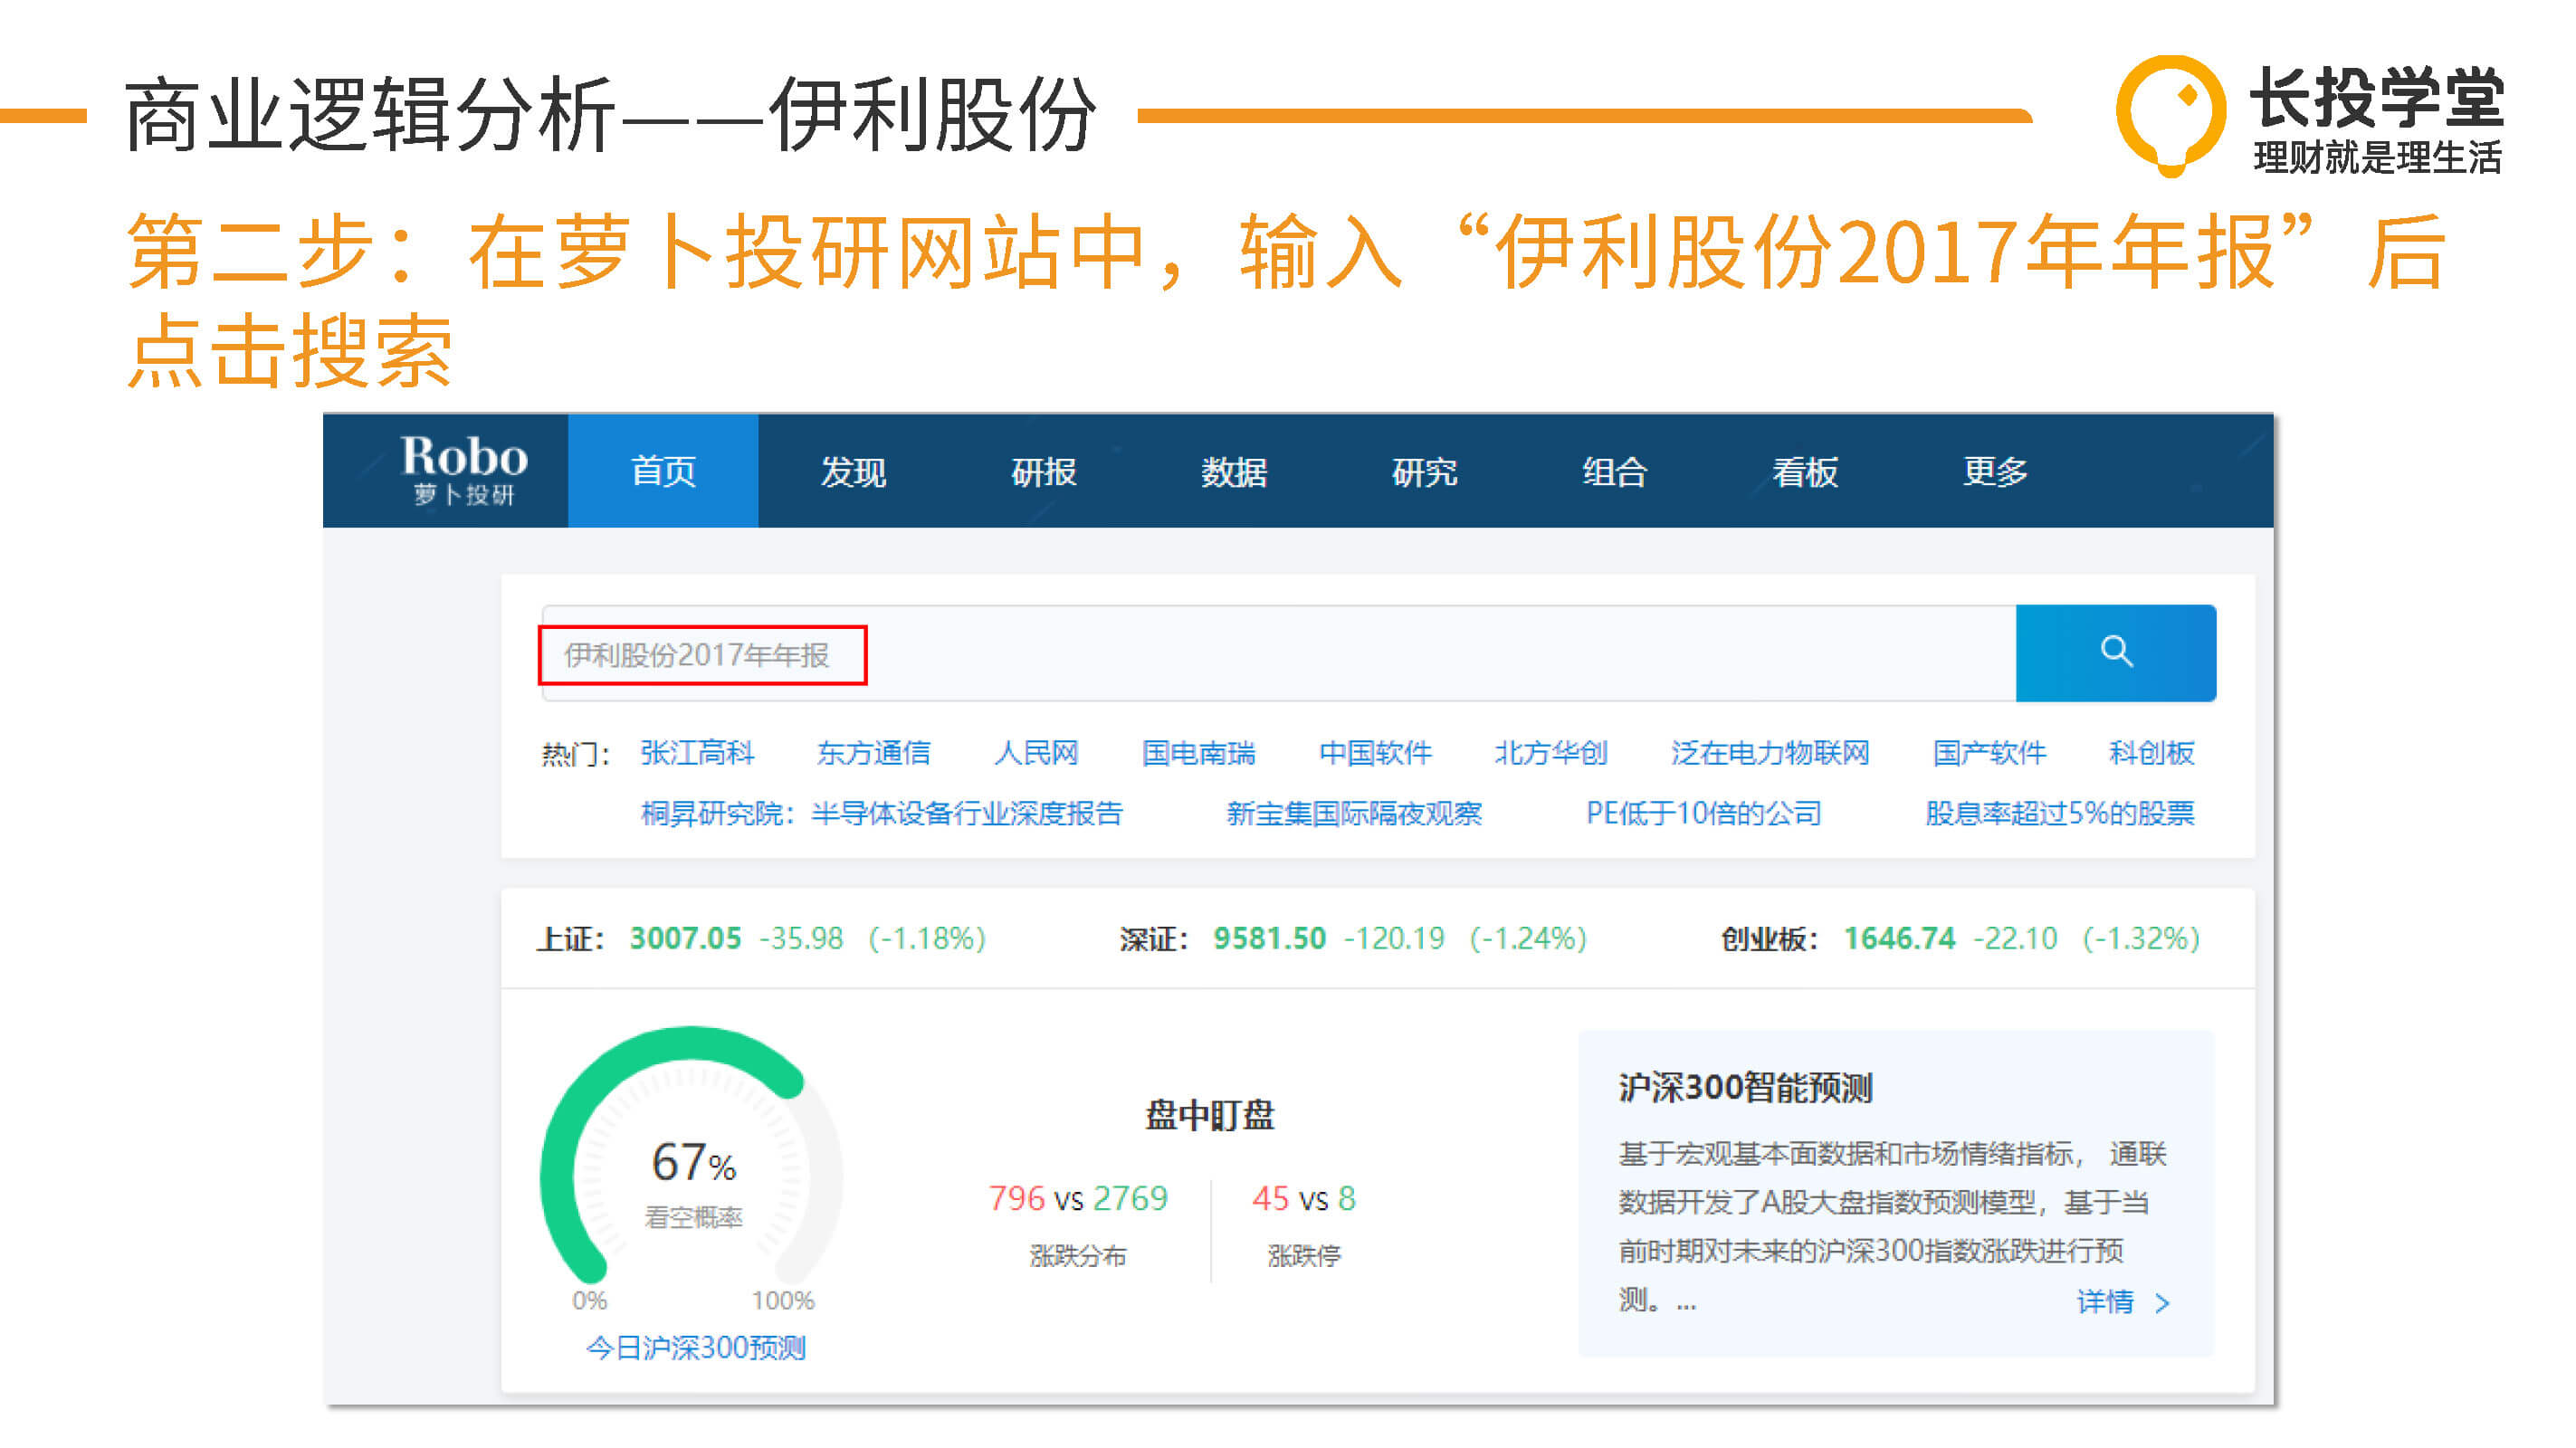 商业逻辑分析——伊利股份
长投学堂
理财就是理生活
第二步：在萝卜投研网站中，输入“伊利股份2017年年报”后
点击搜索
Robo
萝卜投研
首页 发现 研报 数据 研究 组合 看板 更多
伊利股份2017年年报
热门： 张江高科 东方通信 人民网 国电南瑞 中国软件 北方华创 泛在电力物联网 国产软件 科创板
桐昇研究院：半导体设备行业深度报告 新宝集国际隔夜观察 PE低于10倍的公司 股息率超过5%的股票
上证： 3007.05 -35.98 (-1.18%) 深证： 9581.50 -120.19 (-1.24%) 创业板： 1646.74 -22.10 (-1.32%)
67%
看空概率
0% 100%
今日沪深300预测
盘中盯盘
796 vs 2769 45 vs 8
涨跌分布 涨跌停
沪深300智能预测
基于宏观基本面数据和市场情绪指标， 通联
数据开发了A股大盘指数预测模型，基于当
前时期对未来的沪深300指数涨跌进行预
测。...
详情 >